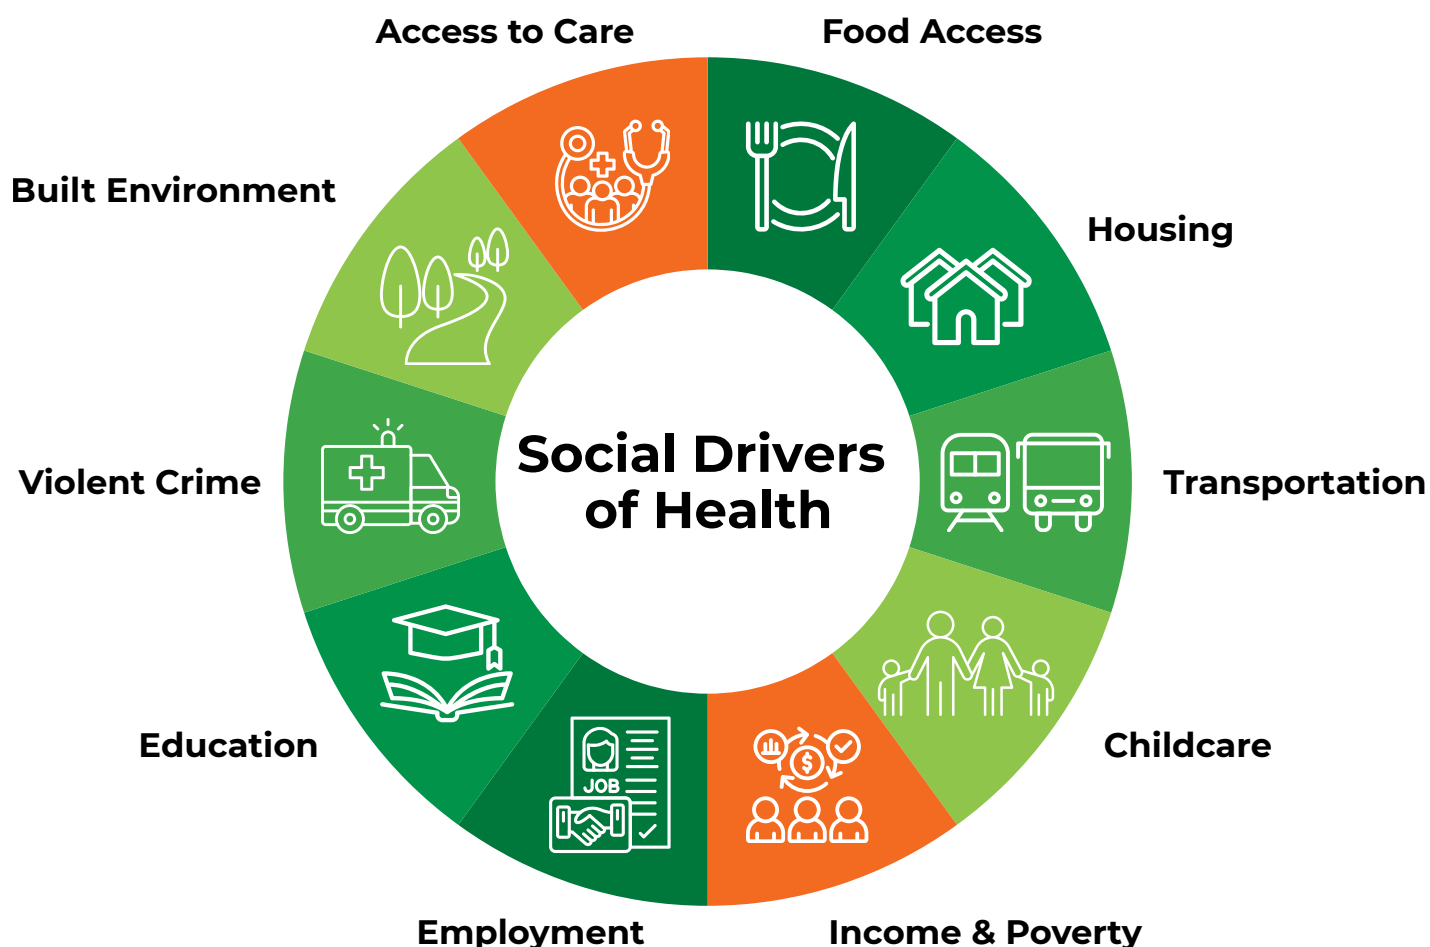 Access to Care
Food Access
Built Environment
Housing
Social Drivers
of Health
Violent Crime
Transportation
Education
Childcare
JOB
$
Employment
Income & Poverty